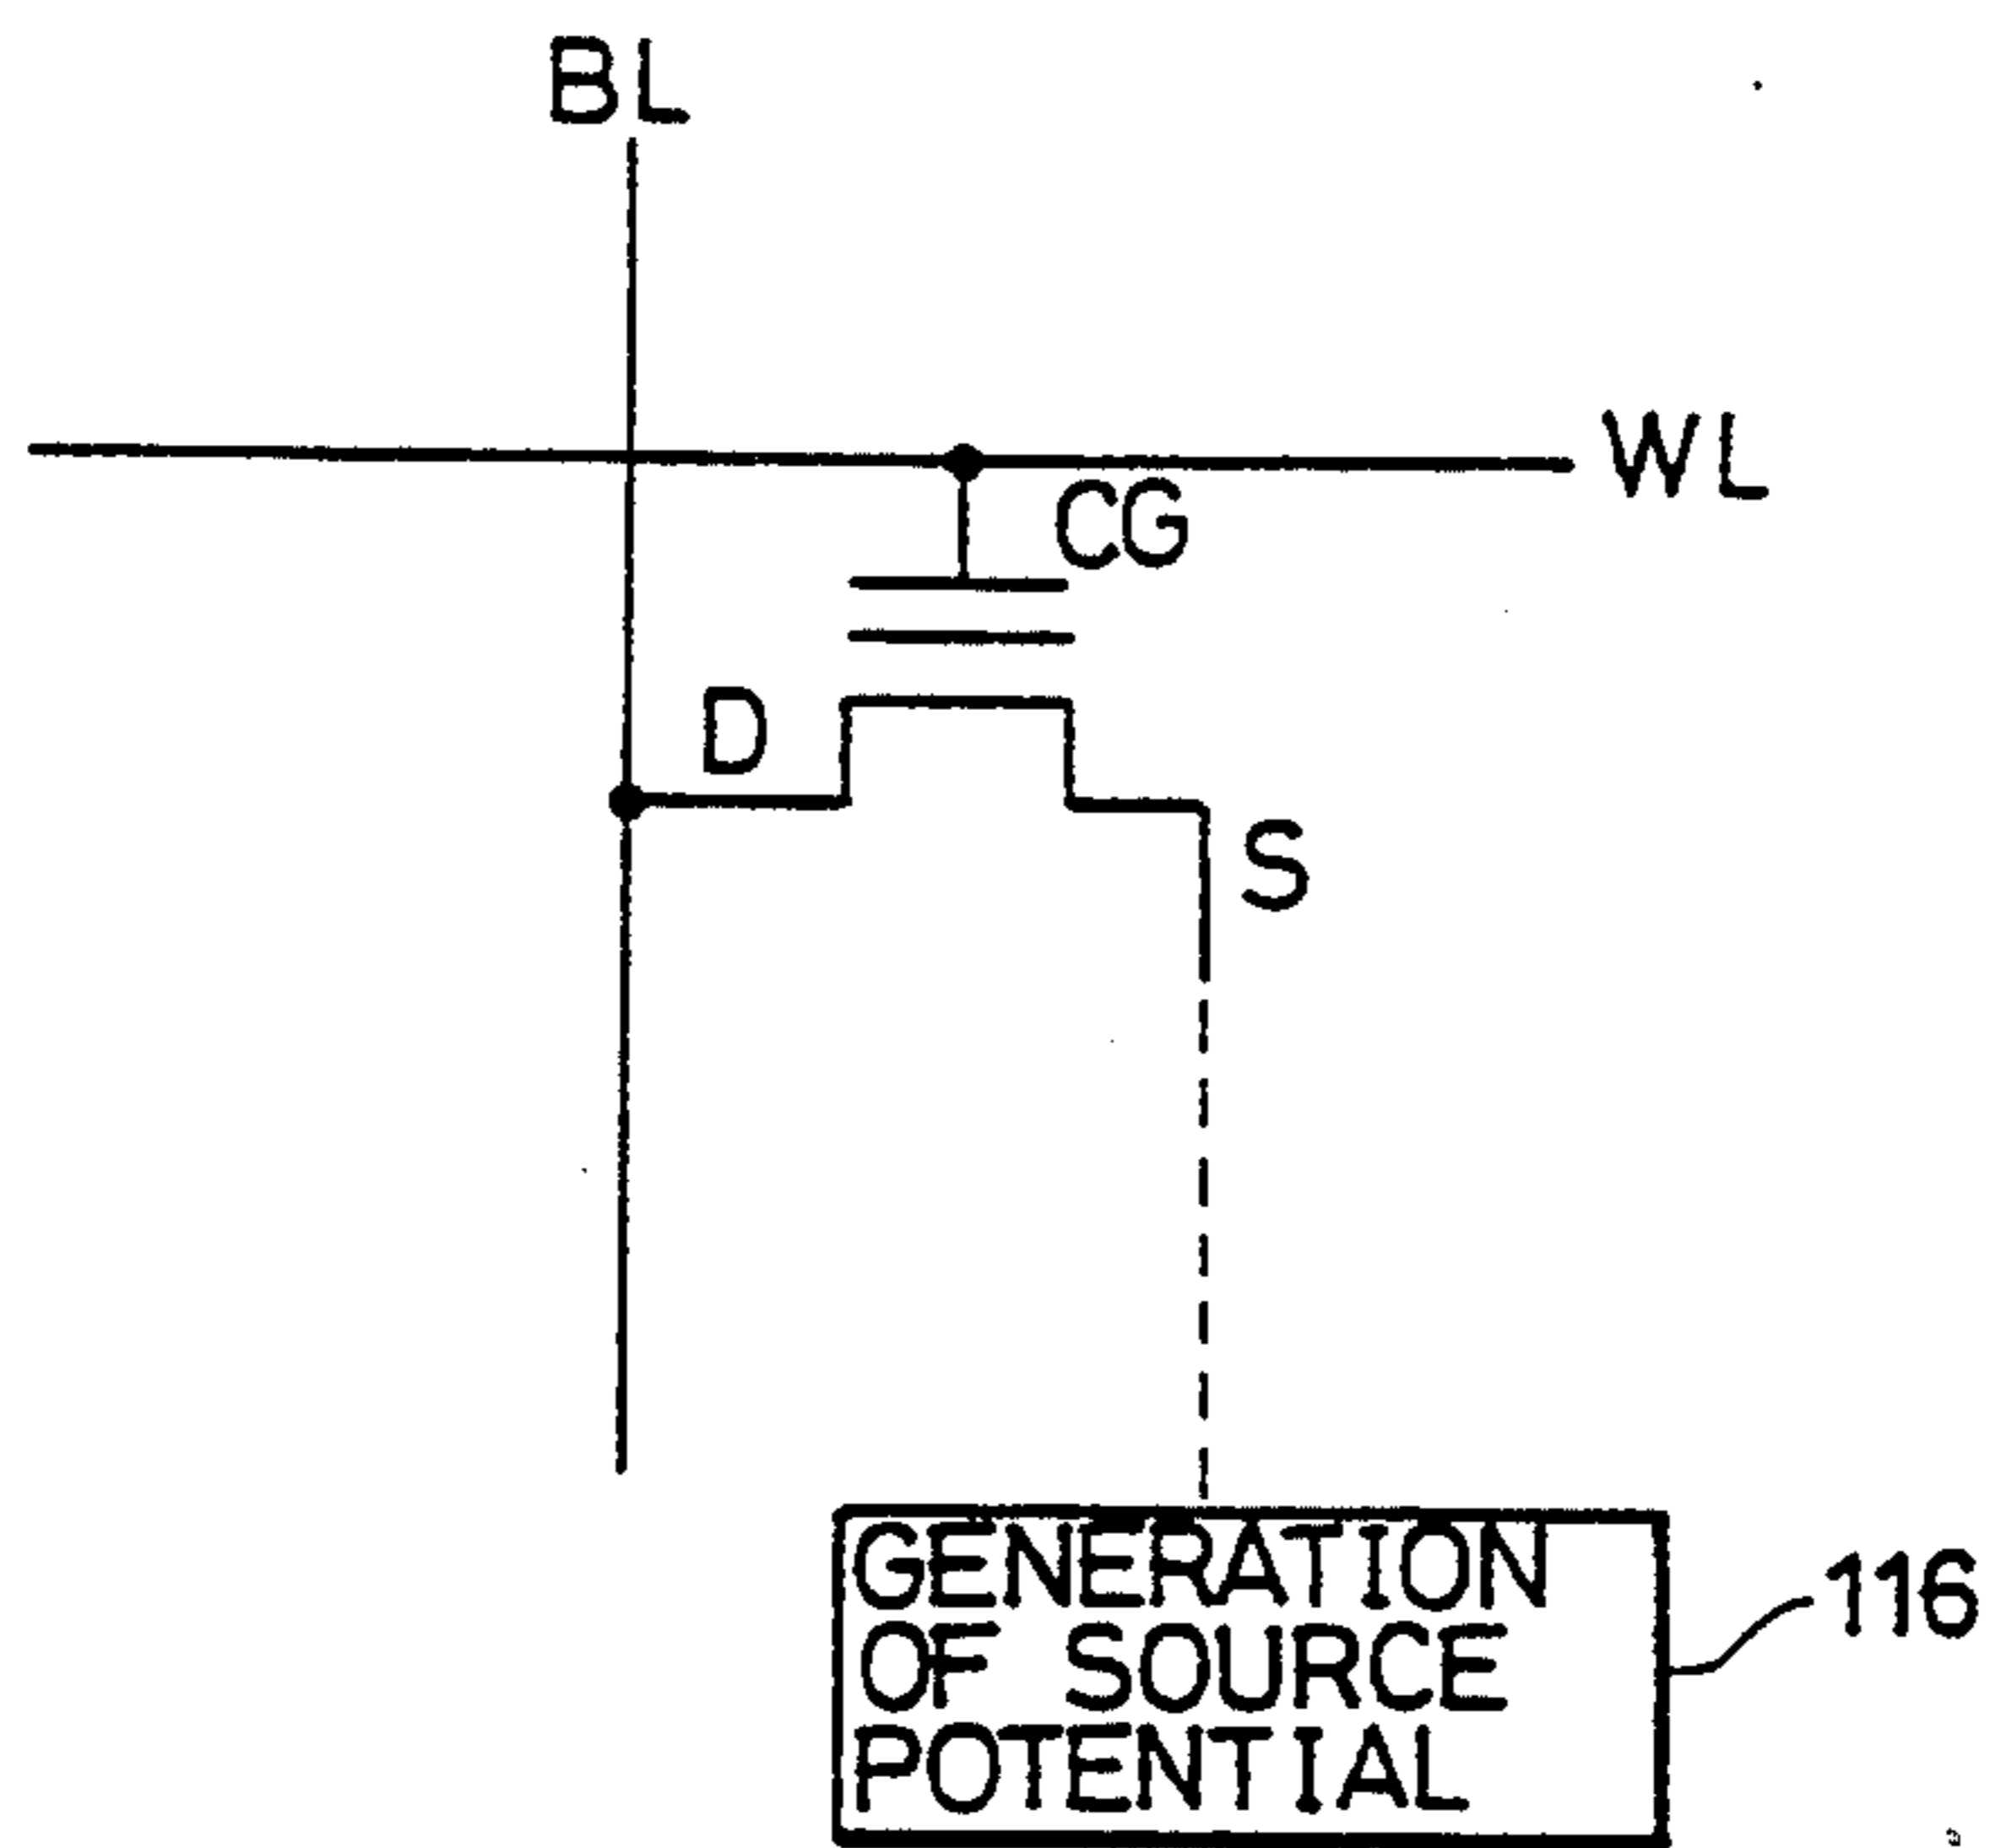 BL
WL
CG
D
S
GENERATION
OF SOURCE
POTENTIAL
116